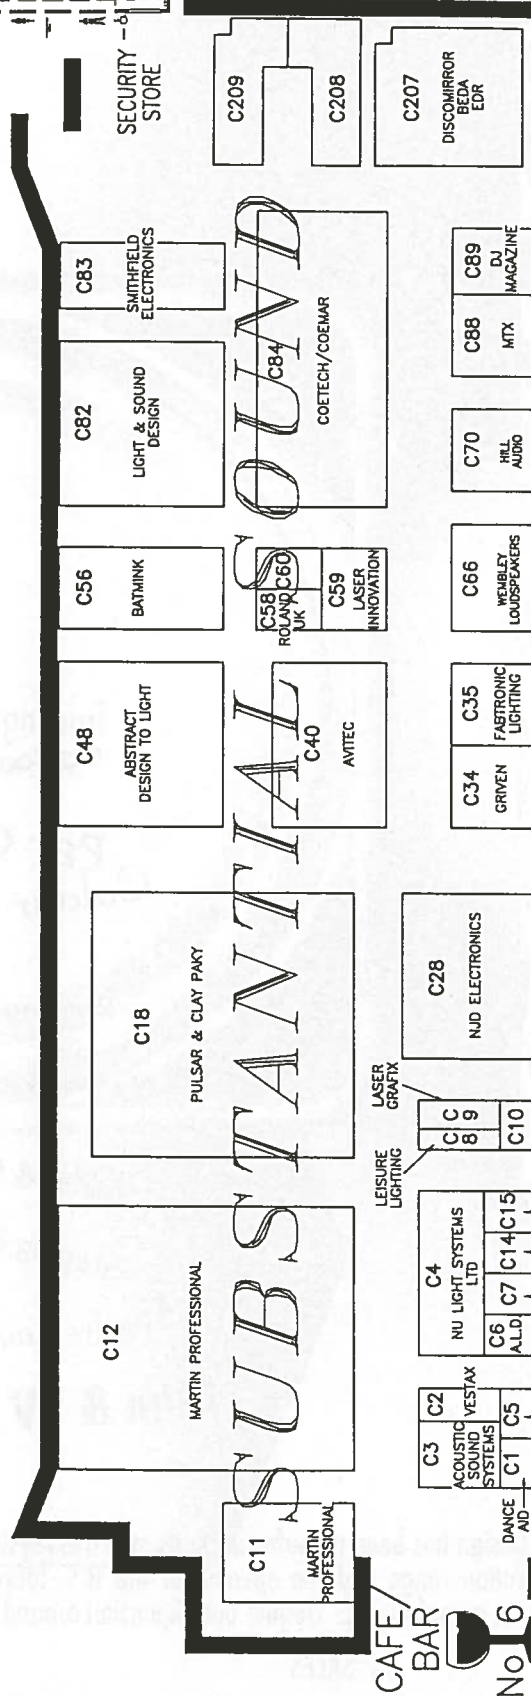 SECURITY
STORE
C209
C208
C207
DISCOMIRROR
BEDA
EDR
C83
SMITHFIELD
ELECTRONICS
C82
LIGHT & SOUND
DESIGN
C84
COETECH/COEMAR
C89
DJ
MAGAZINE
C88
MTX
C70
HILL
AUDIO
C56
BATMINK
C58
ROLAND
UK
C60
C59
LASER
INNOVATION
C66
WEMBLEY
LOUDSPEAKERS
C48
ABSTRACT
DESIGN TO LIGHT
C40
AVITEC
C35
FABTRONIC
LIGHTING
C34
GRIVEN
C18
PULSAR & CLAY PAKY
C28
NJD ELECTRONICS
LASER
GRAFIX
LEISURE
LIGHTING
C9
C8
C10
C12
MARTIN PROFESSIONAL
C4
NU LIGHT SYSTEMS
LTD
C15
C14
C7
C6
A.L.D.
C2
VESTAX
C3
ACOUSTIC
SOUND
SYSTEMS
C5
C1
DANCE
AID
C11
MARTIN
PROFESSIONAL
CAFE/
BAR
No 6
SUBSTANTIAL SOUND